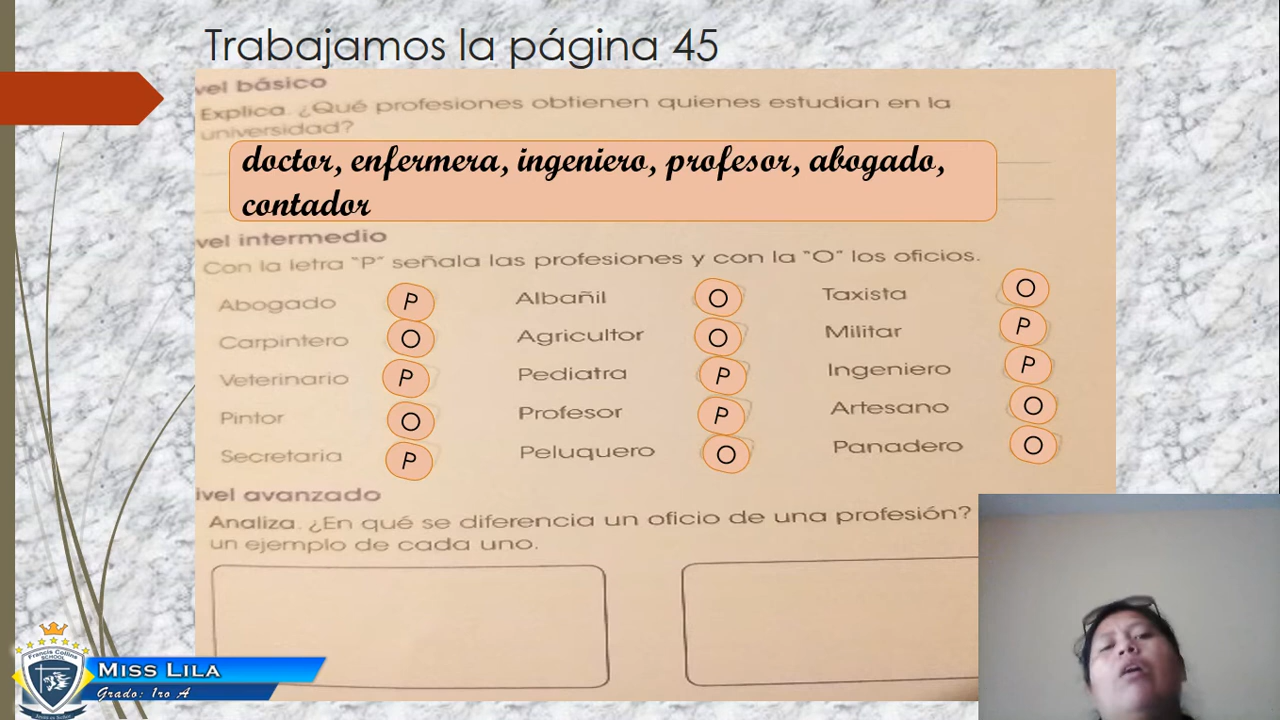 Trabajamos la página 45
vel básico
Explica. ¿Qué profesiones obtienen quienes estudian en la
universidad?
doctor, enfermera, ingeniero, profesor, abogado,
contador
vel intermedio
Con la letra "P" señala las profesiones y con la "O" los oficios.
Abogado P Albañil O Taxista O
Carpintero O Agricultor O Militar P
Veterinario P Pediatra P Ingeniero P
Pintor O Profesor P Artesano O
Secretaria P Peluquero O Panadero O
ivel avanzado
Analiza. ¿En qué se diferencia un oficio de una profesión?
un ejemplo de cada uno.
Francis Collins
SCHOOL
MISS LILA
Grado: 1ro A